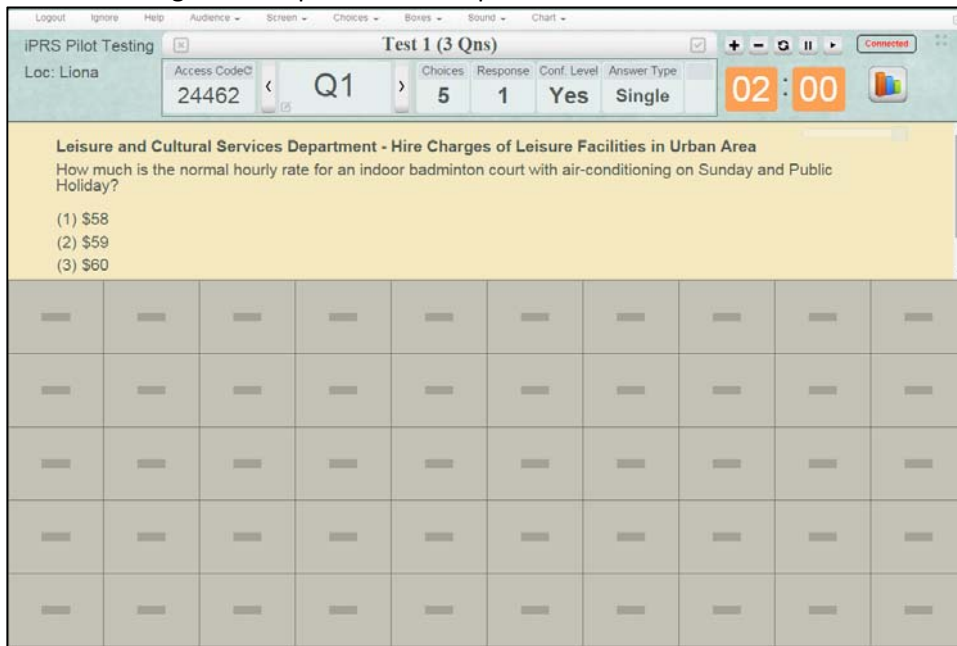 Logout Ignore Help Audience Screen Choices Boxes Sound Chart
iPRS Pilot Testing Test 1 (3 Qns) Connected
Loc: Liona
Access Code Choices Response Conf. Level Answer Type
24462 Q1 5 1 Yes Single 02 : 00
Leisure and Cultural Services Department - Hire Charges of Leisure Facilities in Urban Area
How much is the normal hourly rate for an indoor badminton court with air-conditioning on Sunday and Public
Holiday?
(1) $58
(2) $59
(3) $60